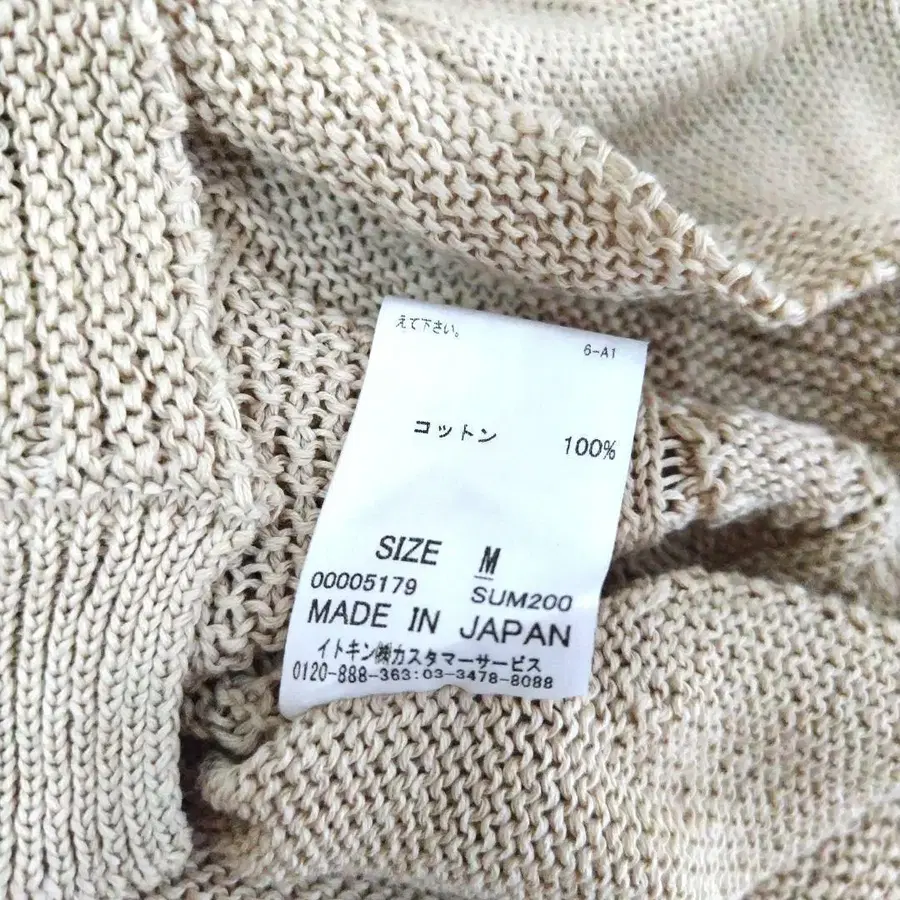 えて下さい。
6-A1
コットン 100%
SIZE M
00005179 SUM200
MADE IN JAPAN
イトキン㈱カスタマーサービス
0120-888-363:03-3478-8088